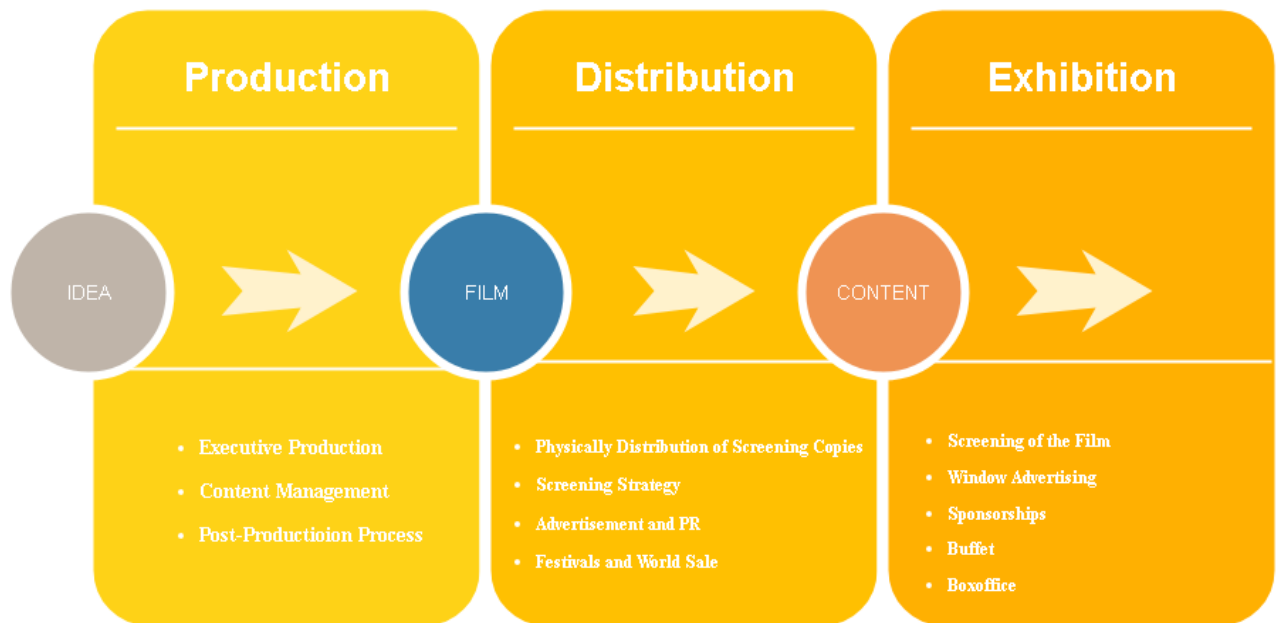 Production
Distribution
Exhibition
IDEA
FILM
CONTENT
• Executive Production
• Content Management
• Post-Productioion Process
• Physically Distribution of Screening Copies
• Screening Strategy
• Advertisement and PR
• Festivals and World Sale
• Screening of the Film
• Window Advertising
• Sponsorships
• Buffet
• Boxoffice